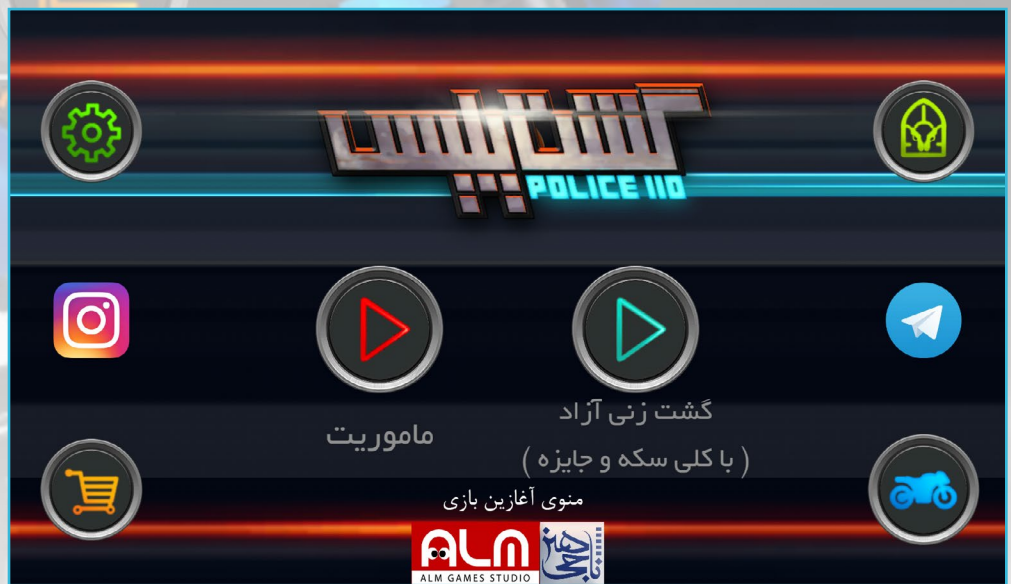 گشت پلیس
POLICE 110
گشت زنی آزاد
( با کلی سکه و جایزه )
ماموریت
منوی آغازین بازی
ALM
ALM GAMES STUDIO